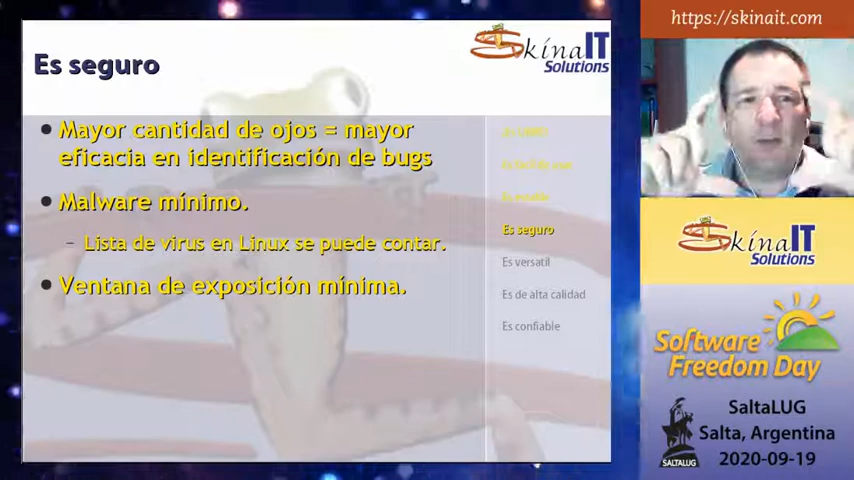 Es seguro
SkínaIT
Solutions
Mayor cantidad de ojos = mayor
eficacia en identificación de bugs
Malware mínimo.
– Lista de virus en Linux se puede contar.
Ventana de exposición mínima.
Es seguro
Es versatil
Es de alta calidad
Es confiable
https://skinait.com
SkínaIT
Solutions
Software
Freedom Day
SALTALUG
SaltaLUG
Salta, Argentina
2020-09-19